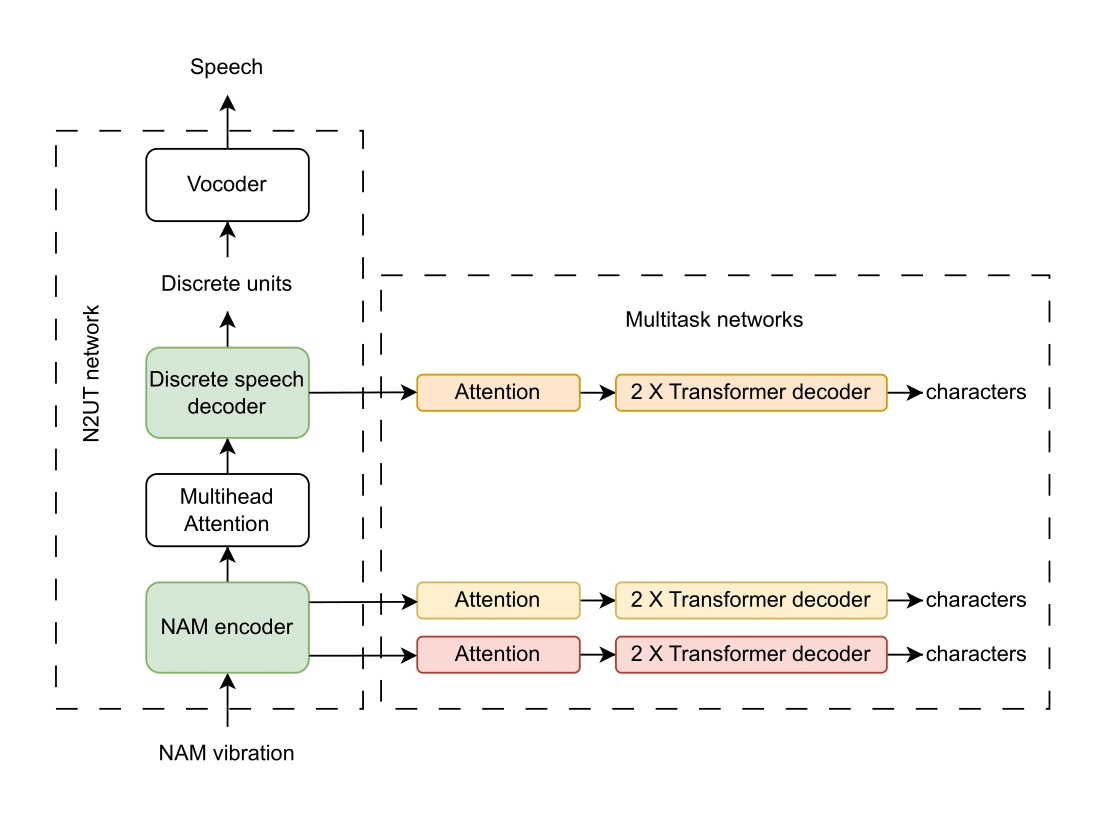 Speech
Vocoder
Discrete units
N2UT network
Multitask networks
Discrete speech
decoder
Attention
2 X Transformer decoder
characters
Multihead
Attention
NAM encoder
Attention
2 X Transformer decoder
characters
Attention
2 X Transformer decoder
characters
NAM vibration